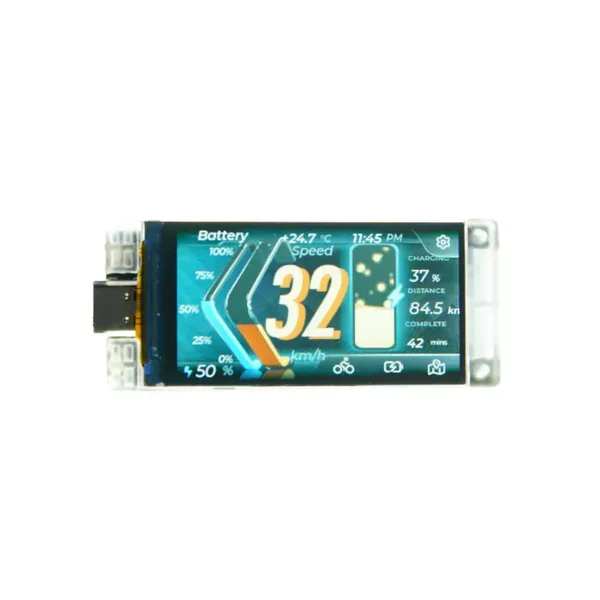 Battery +24.7 °C 11:45 PM
100% Speed CHARGING
75% 37 %
DISTANCE
50% 32 84.5 km
COMPLETE
25% 42 mins
0% km/h
50 %